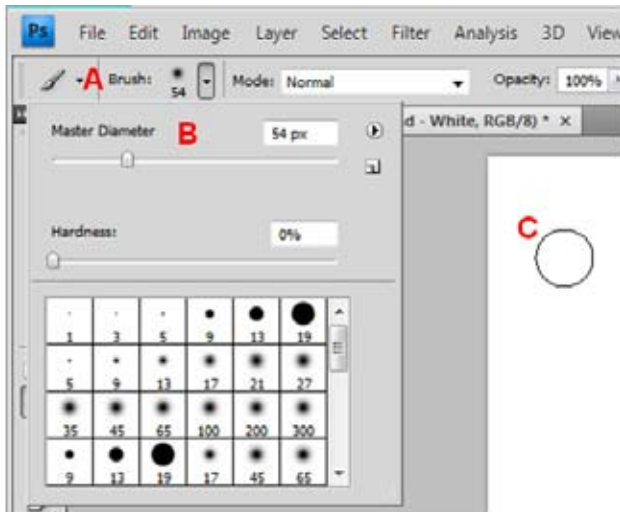 Ps File Edit Image Layer Select Filter Analysis 3D View
A Brush: 54 Mode: Normal Opacity: 100%
d - White, RGB/8) * ×
Master Diameter B 54 px
C
Hardness: 0%
1 3 5 9 13 19
5 9 13 17 21 27
35 45 65 100 200 300
9 13 19 17 45 65